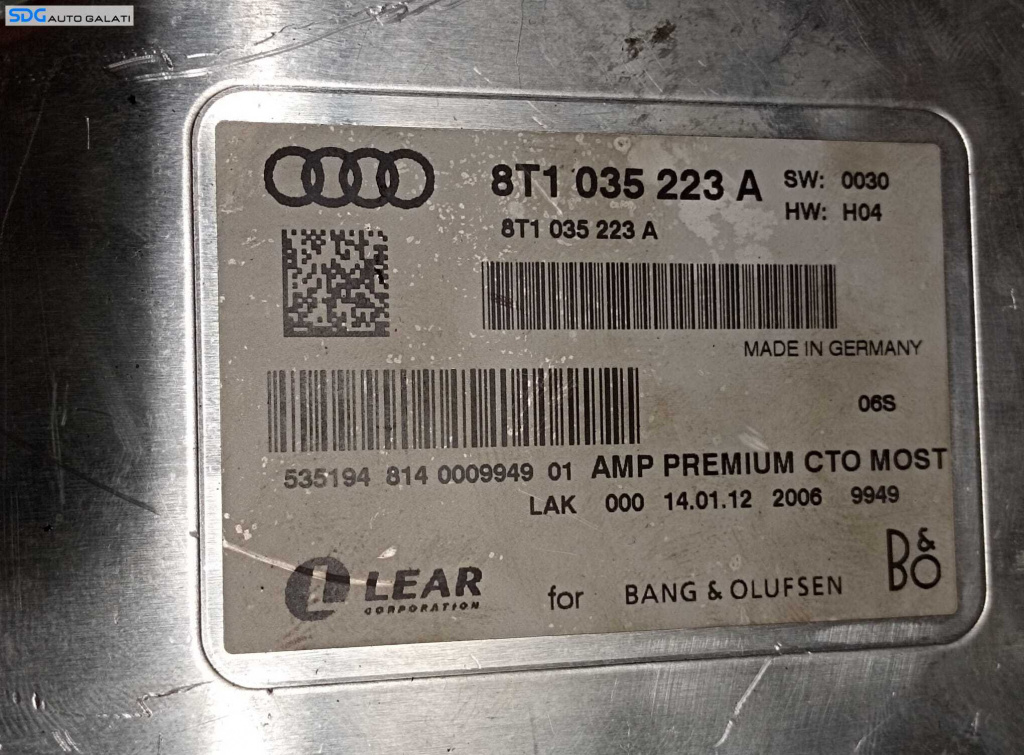 SDG AUTO GALATI
8T1 035 223 A SW: 0030
HW: H04
8T1 035 223 A
MADE IN GERMANY
06S
535194 814 0009949 01 AMP PREMIUM CTO MOST
LAK 000 14.01.12 2006 9949
L LEAR
CORPORATION
for BANG & OLUFSEN B&O